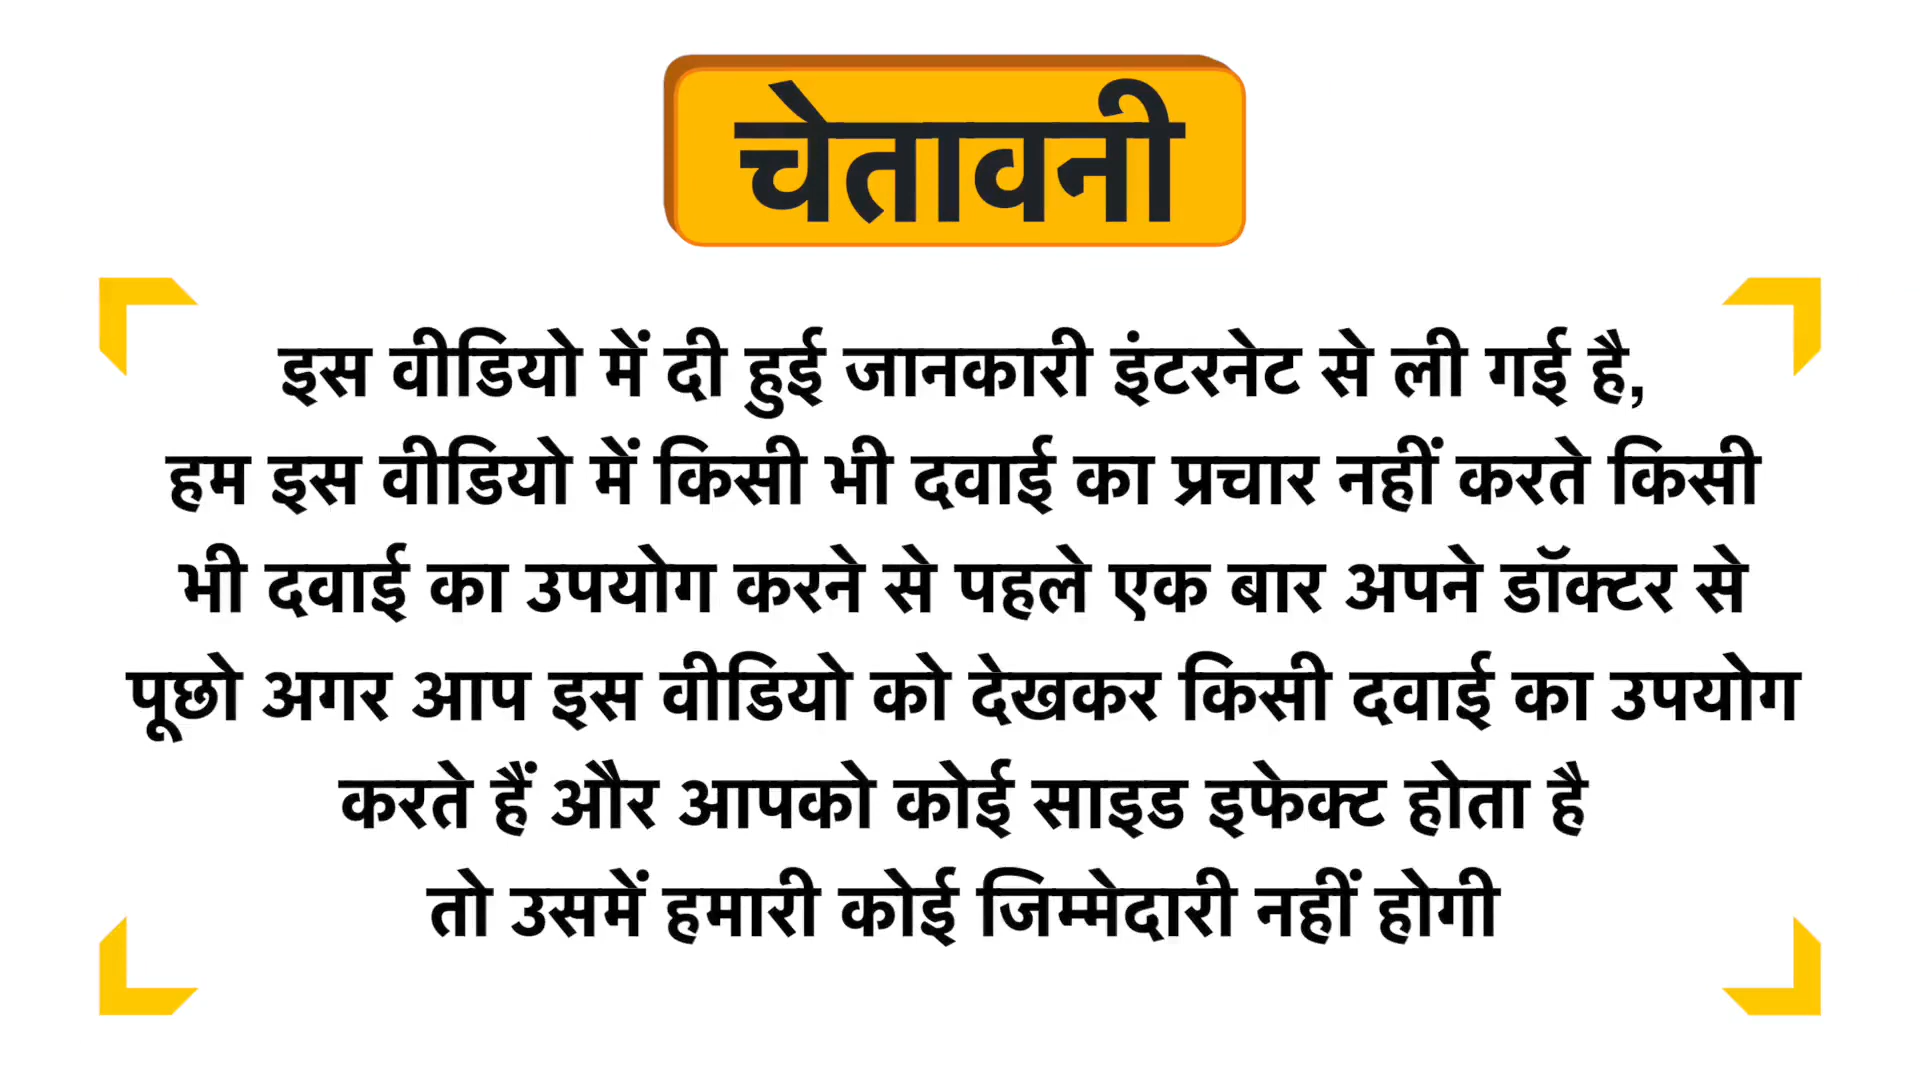 चेतावनी
इस वीडियो में दी हुई जानकारी इंटरनेट से ली गई है,
हम इस वीडियो में किसी भी दवाई का प्रचार नहीं करते किसी
भी दवाई का उपयोग करने से पहले एक बार अपने डॉक्टर से
पूछो अगर आप इस वीडियो को देखकर किसी दवाई का उपयोग
करते हैं और आपको कोई साइड इफेक्ट होता है
तो उसमें हमारी कोई जिम्मेदारी नहीं होगी